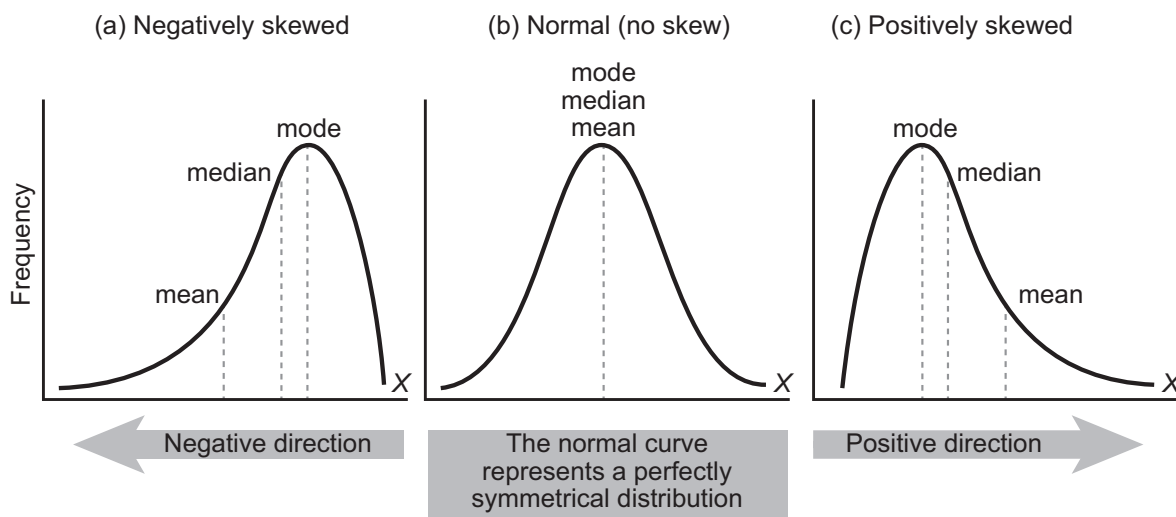 (a) Negatively skewed
(b) Normal (no skew)
(c) Positively skewed
Frequency
mean
median
mode
X
mode
median
mean
X
mode
median
mean
X
Negative direction
The normal curve
represents a perfectly
symmetrical distribution
Positive direction